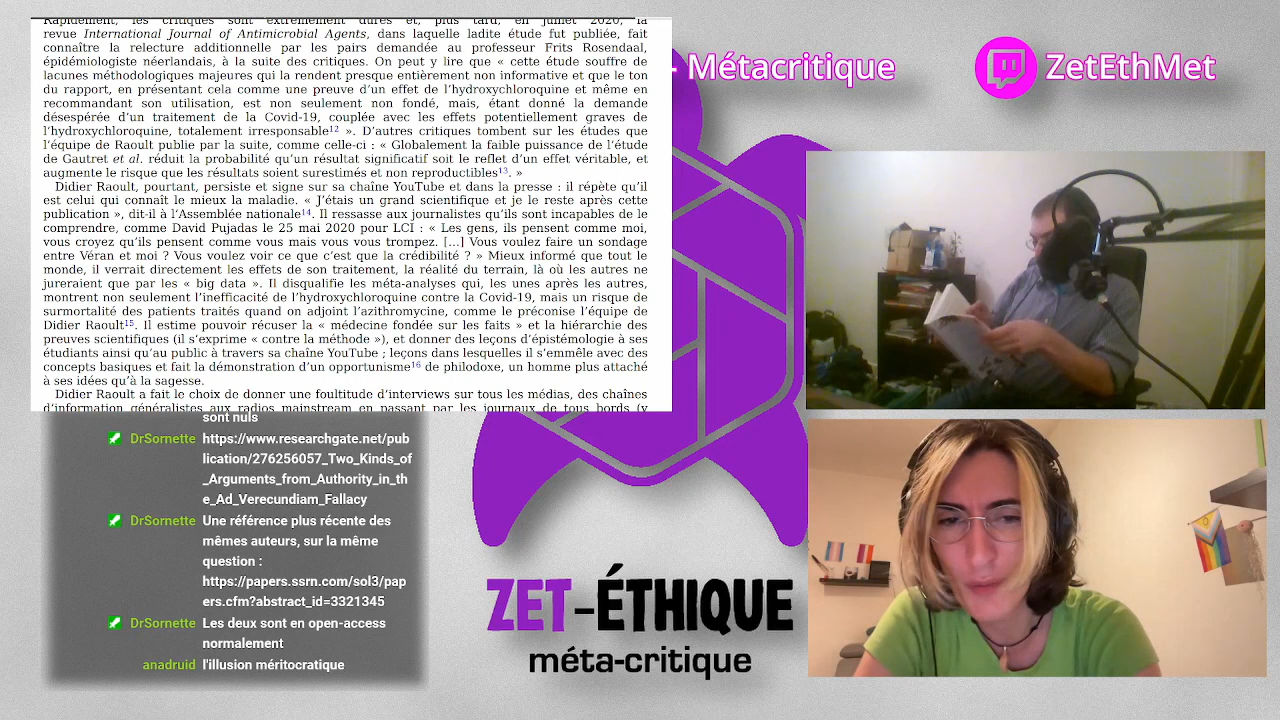 Rapidement, les critiques sont extrêmement dures et, plus tard, en juillet 2020, la
revue International Journal of Antimicrobial Agents, dans laquelle ladite étude fut publiée, fait
connaître la relecture additionnelle par les pairs demandée au professeur Frits Rosendaal,
épidémiologiste néerlandais, à la suite des critiques. On peut y lire que « cette étude souffre de
lacunes méthodologiques majeures qui la rendent presque ou entièrement non informative et que le ton
du rapport, en présentant cela comme une preuve d’un effet de l’hydroxychloroquine et même en
recommandant son utilisation, est non seulement non fondé, mais, étant donné la demande
désespérée d’un traitement de la Covid-19, couplée avec les effets potentiellement graves de
l’hydroxychloroquine, totalement irresponsable12 ». D’autres critiques tombent sur les études que
l’équipe de Raoult publie par la suite, comme celle-ci : « Globalement la faible puissance de l’étude
de Gautret et al. réduit la probabilité qu’un résultat significatif soit le reflet d’un effet véritable, et
augmente le risque que les résultats soient surestimés et non reproductibles13. »
Didier Raoult, pourtant, persiste et signe sur sa chaîne YouTube et dans la presse : il répète qu’il
est celui qui connaît le mieux la maladie. « J’étais un grand scientifique et je le reste après cette
publication », dit-il à l’Assemblée nationale14. Il ressasse aux journalistes qu’ils sont incapables de le
comprendre, comme David Pujadas le 25 mai 2020 pour LCI : « Les gens, ils pensent comme moi,
vous croyez qu’ils pensent comme vous mais vous vous trompez. [...] Vous voulez faire un sondage
entre Véran et moi ? Vous voulez voir ce que c’est que la crédibilité ? » Mieux informé que tout le
monde, il verrait directement les effets de son traitement, la réalité du terrain, là où les autres ne
jureraient que par les « big data ». Il disqualifie les méta-analyses qui, les unes après les autres,
montrent non seulement l’inefficacité de l’hydroxychloroquine contre la Covid-19, mais un risque de
surmortalité des patients traités quand on adjoint l’azithromycine, comme le préconise l’équipe de
Didier Raoult15. Il estime pouvoir récuser la « médecine fondée sur les faits » et la hiérarchie des
preuves scientifiques (il s’exprime « contre la méthode »), et donner des leçons d’épistémologie à ses
étudiants ainsi qu’au public à travers sa chaîne YouTube ; leçons dans lesquelles il s’emmêle avec des
concepts basiques et fait la démonstration d’un opportunisme16 de philodoxe, un homme plus attaché
à ses idées qu’à la sagesse.
Didier Raoult a fait le choix de donner une foultitude d’interviews sur tous les médias, des chaînes
d’information généralistes aux radios mainstream en passant par les journaux de tous bords (y
- Métacritique
ZetEthMet
sont nuls
DrSornette https://www.researchgate.net/pub
lication/276256057_Two_Kinds_of
_Arguments_from_Authority_in_th
e_Ad_Verecundiam_Fallacy
DrSornette Une référence plus récente des
mêmes auteurs, sur la même
question :
https://papers.ssrn.com/sol3/pap
ers.cfm?abstract_id=3321345
DrSornette Les deux sont en open-access
normalement
anadruid l'illusion méritocratique
ZET-ÉTHIQUE
méta-critique